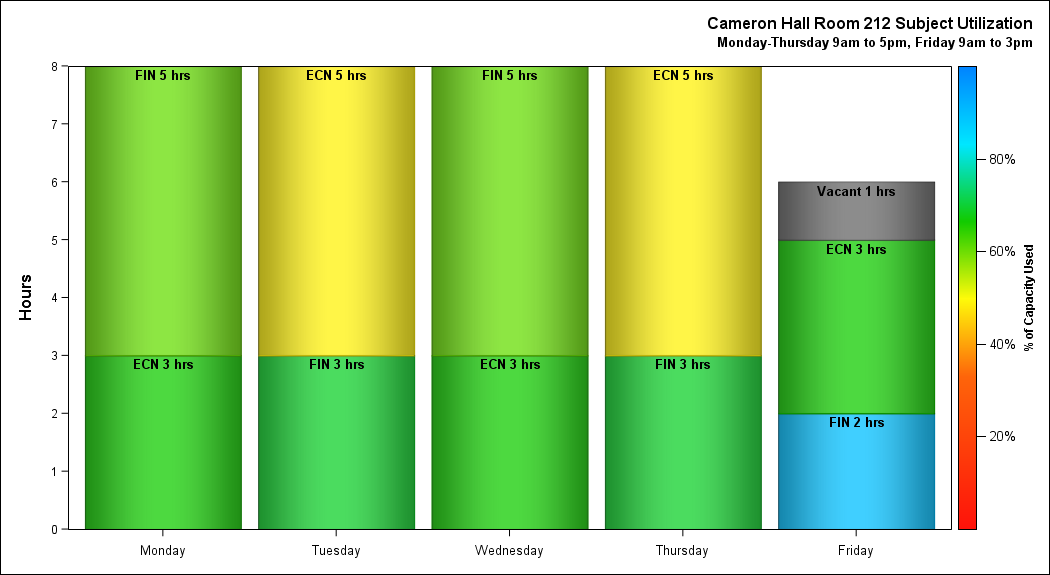 Cameron Hall Room 212 Subject Utilization
Monday-Thursday 9am to 5pm, Friday 9am to 3pm
Hours
8
7
6
5
4
3
2
1
0
FIN 5 hrs
ECN 3 hrs
ECN 5 hrs
FIN 3 hrs
FIN 5 hrs
ECN 3 hrs
ECN 5 hrs
FIN 3 hrs
Vacant 1 hrs
ECN 3 hrs
FIN 2 hrs
Monday
Tuesday
Wednesday
Thursday
Friday
80%
60%
40%
20%
% of Capacity Used